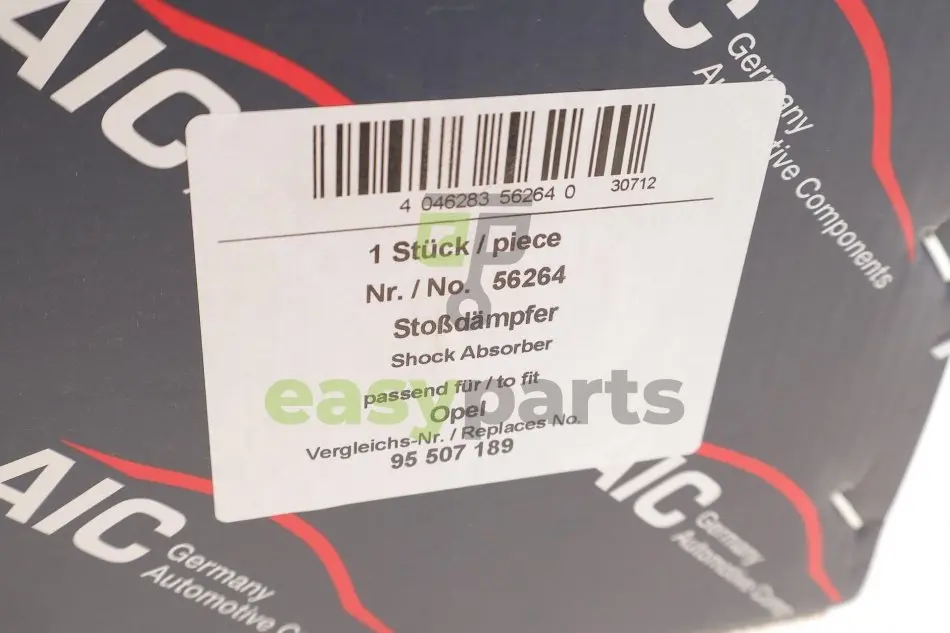 AIC
Germany
Automotive Components
4 046283 56264 0
30712
1 Stück / piece
Nr. / No. 56264
Stoßdämpfer
Shock Absorber
passend für / to fit
easyparts
Opel
Vergleichs-Nr. / Replaces No.
95 507 189
AIC
Germany
Automotive
AIC
Germany
Automotive